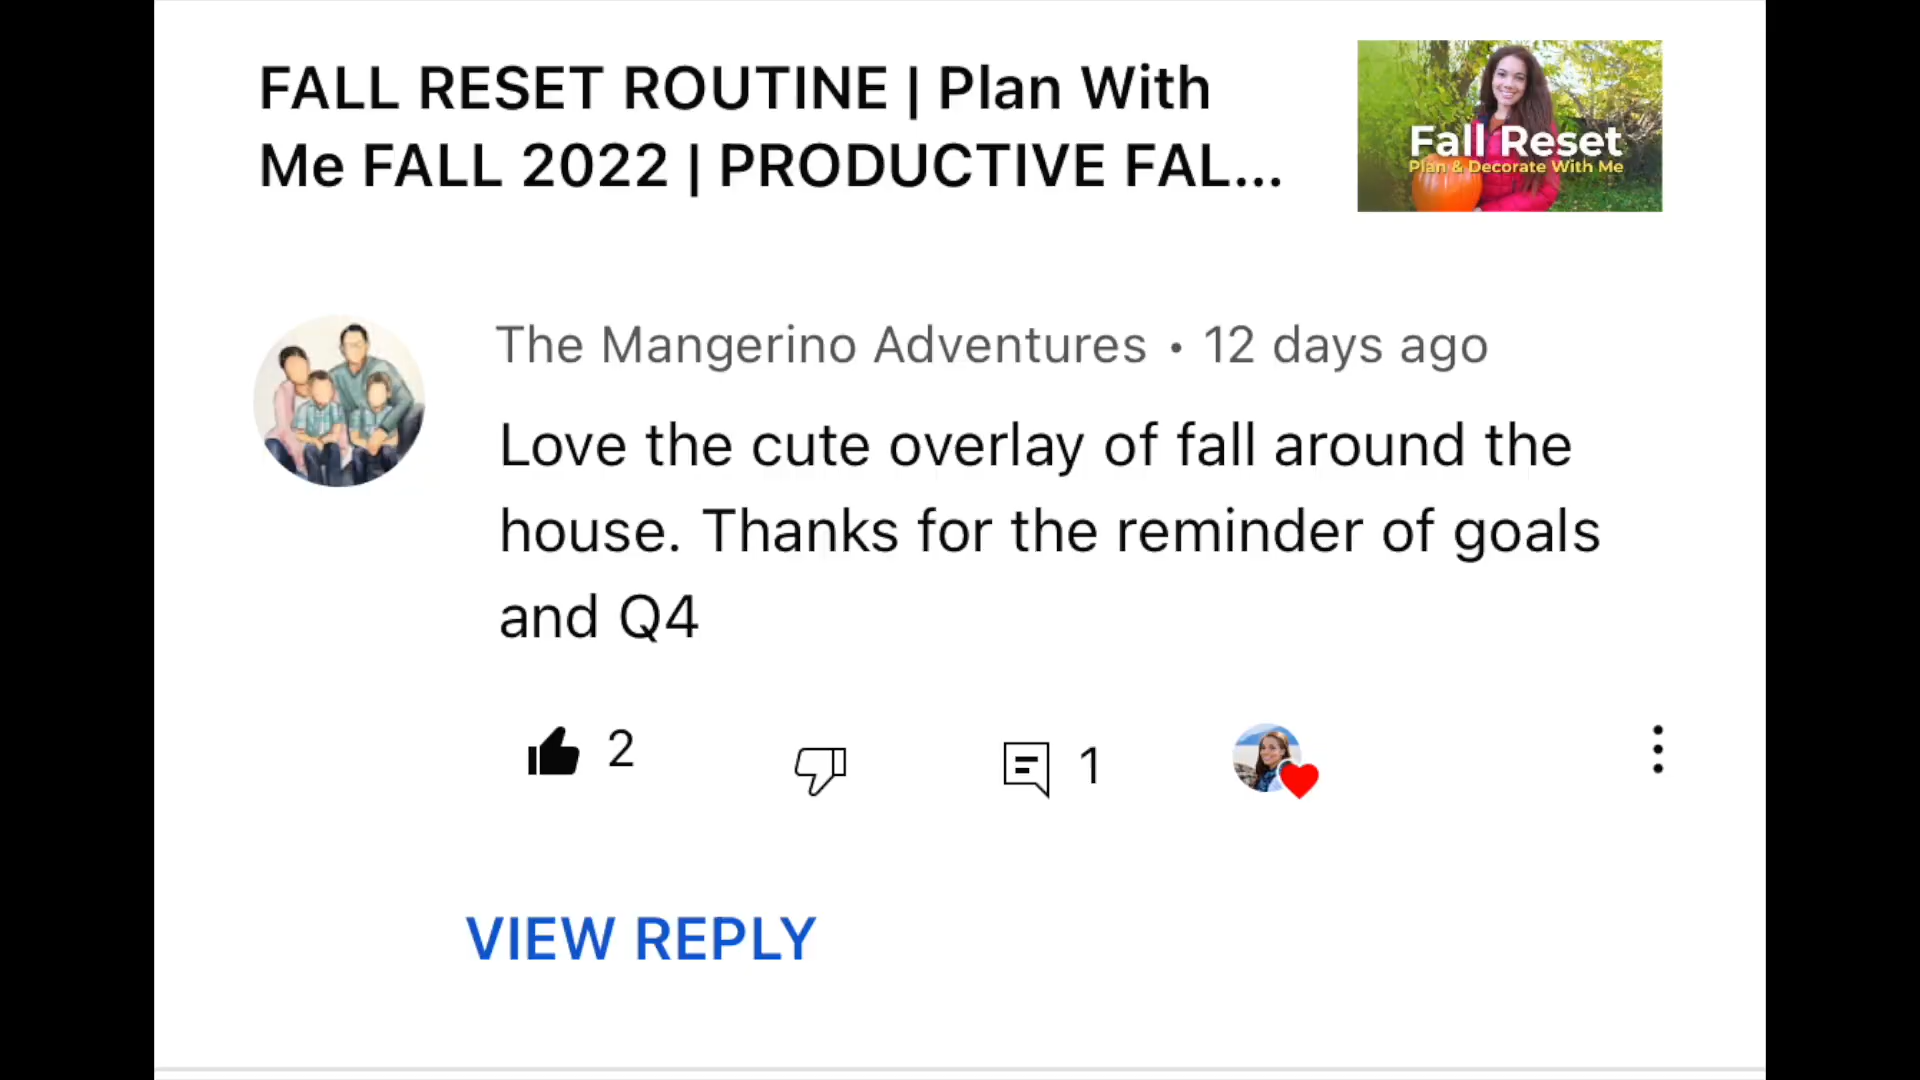 FALL RESET ROUTINE | Plan With
Me FALL 2022 | PRODUCTIVE FAL...
Fall Reset
Plan & Decorate With Me
The Mangerino Adventures • 12 days ago
Love the cute overlay of fall around the
house. Thanks for the reminder of goals
and Q4
2
1
VIEW REPLY